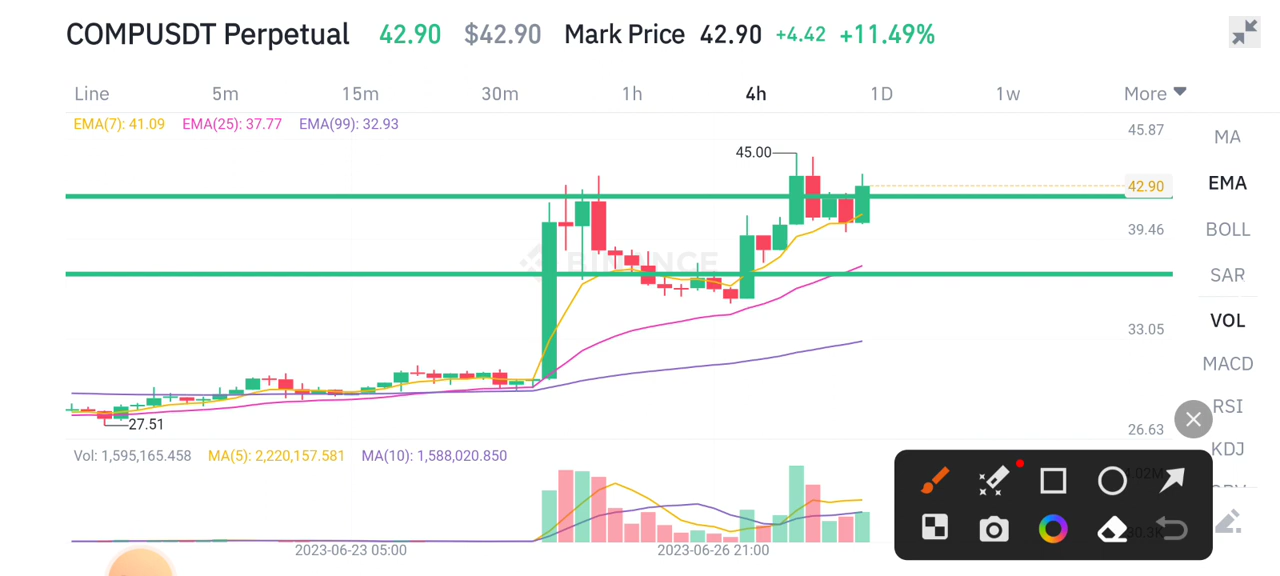 COMPUSDT Perpetual 42.90 $42.90 Mark Price 42.90 +4.42 +11.49%
Line 5m 15m 30m 1h 4h 1D 1w More
EMA(7): 41.09 EMA(25): 37.77 EMA(99): 32.93
45.87
MA
45.00
42.90
EMA
39.46
BOLL
BINANCE
SAR
VOL
33.05
MACD
RSI
27.51
26.63
KDJ
Vol: 1,595,165.458 MA(5): 2,220,157.581 MA(10): 1,588,020.850
2023-06-23 05:00 2023-06-26 21:00